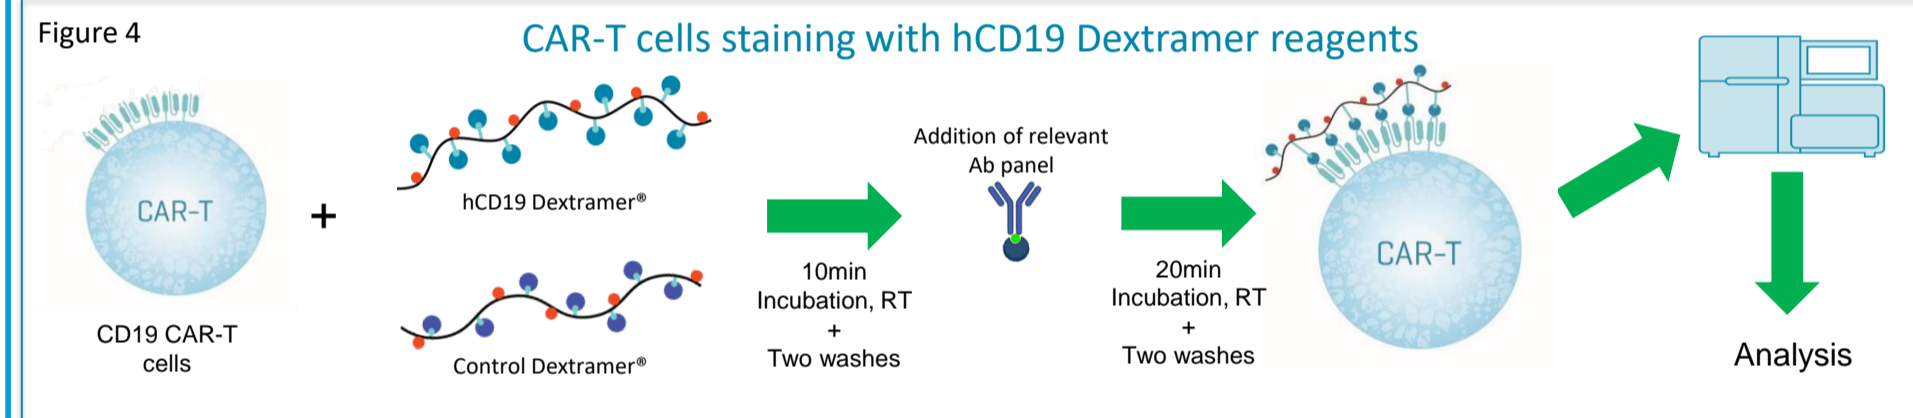 Figure 4
CAR-T cells staining with hCD19 Dextramer reagents
CAR-T
CD19 CAR-T
cells
+
hCD19 Dextramer®
Control Dextramer®
10min
Incubation, RT
+
Two washes
Addition of relevant
Ab panel
20min
Incubation, RT
+
Two washes
CAR-T
Analysis